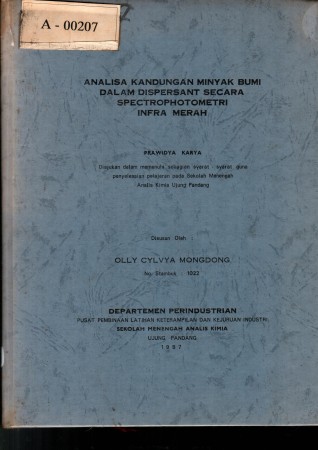 A - 00207
ANALISA KANDUNGAN MINYAK BUMI
DALAM DISPERSANT SECARA
SPECTROPHOTOMETRI
INFRA MERAH
PRAWIDYA KARYA
Diajukan dalam memenuhi sebagian syarat - syarat guna
penyelesaian pelajaran pada Sekolah Menengah
Analis Kimia Ujung Pandang
Disusun Oleh :
OLLY CYLVYA MONGDONG
No. Stambuk : 1022
DEPARTEMEN PERINDUSTRIAN
PUSAT PEMBINAAN LATIHAN KETERAMPILAN DAN KEJURUAN INDUSTRI
SEKOLAH MENENGAH ANALIS KIMIA
UJUNG PANDANG
1987